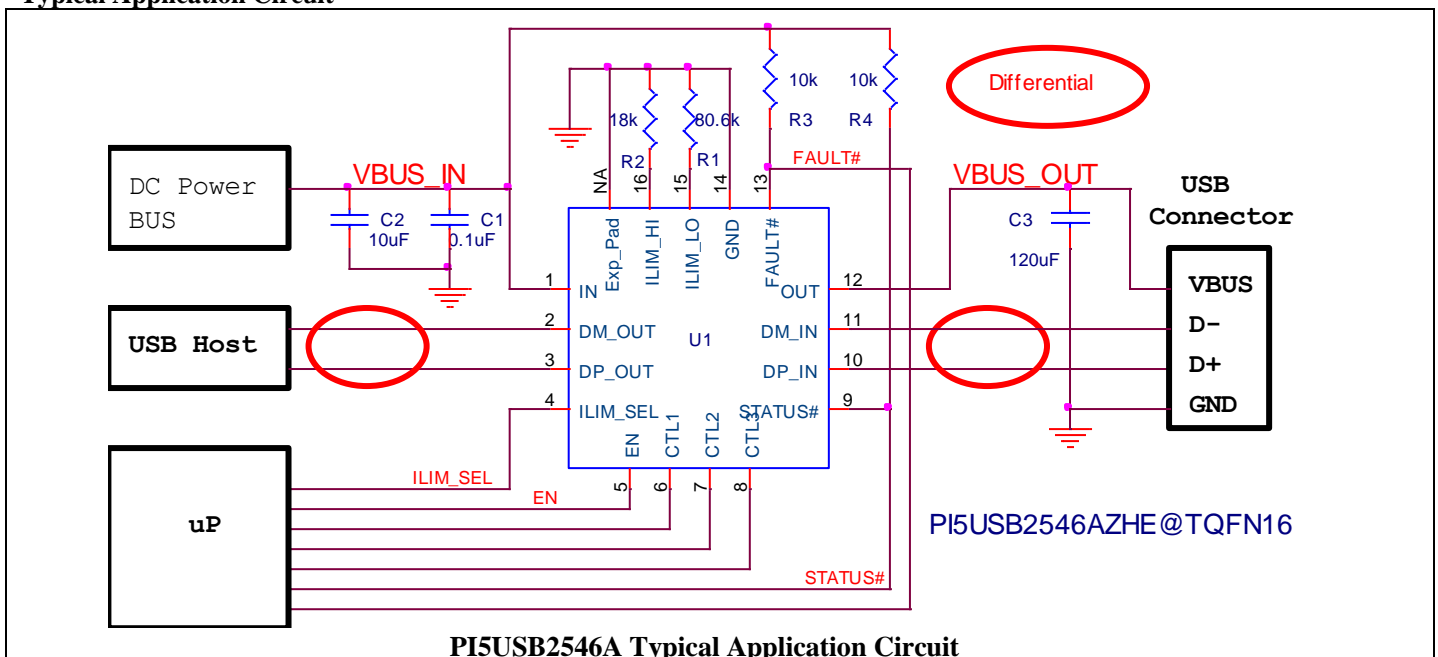 Typical Application Circuit
10k
10k
Differential
18k
80.6k
R3
R4
R2
R1
FAULT#
VBUS_IN
VBUS_OUT
USB
Connector
DC Power
BUS
NA
16
15
14
13
C2
10uF
C1
0.1uF
C3
120uF
Exp_Pad
ILIM_HI
ILIM_LO
GND
FAULT#
1
IN
OUT
12
VBUS
USB Host
2
DM_OUT
U1
DM_IN
11
D-
3
DP_OUT
DP_IN
10
D+
4
ILIM_SEL
STATUS#
9
GND
EN
CTL1
CTL2
CTL3
5
6
7
8
ILIM_SEL
EN
uP
PI5USB2546AZHE@TQFN16
STATUS#
PI5USB2546A Typical Application Circuit